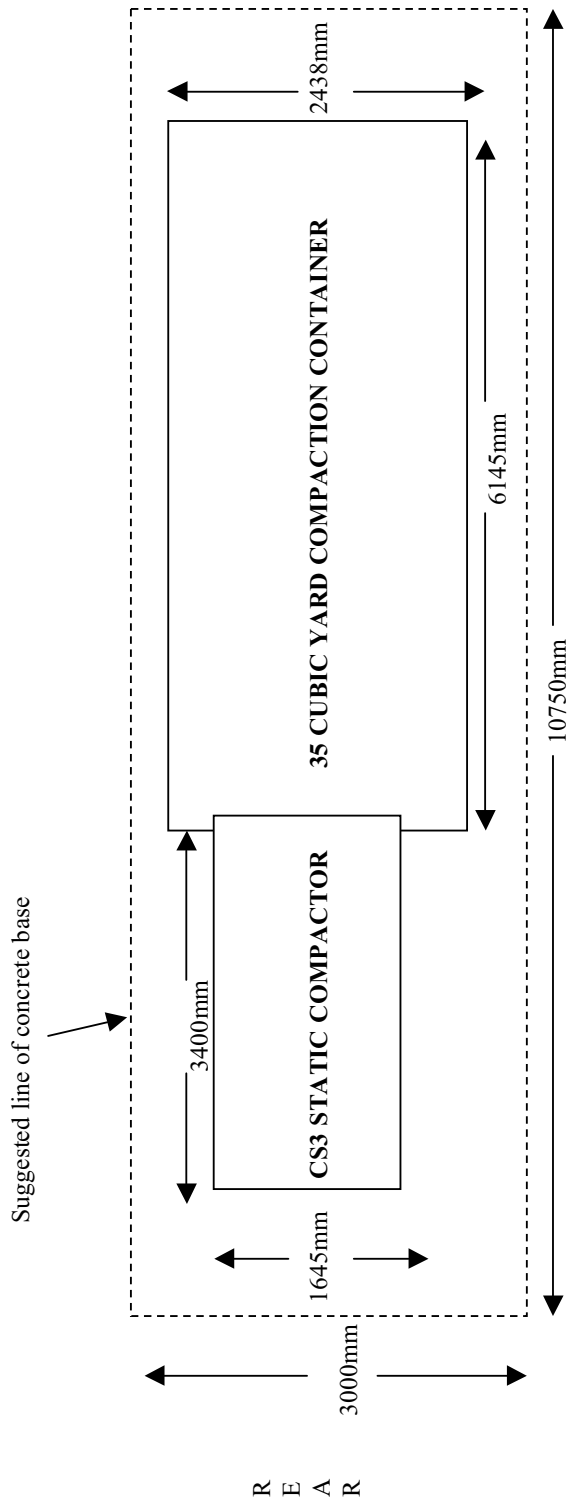 Suggested line of concrete base
R
E
A
R
3000mm
1645mm
3400mm
CS3 STATIC COMPACTOR
35 CUBIC YARD COMPACTION CONTAINER
2438mm
6145mm
10750mm